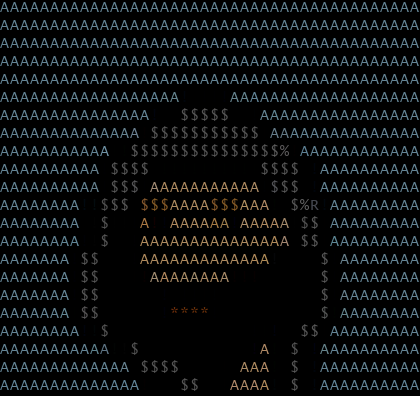 AAAAAAAAAAAAAAAAAAAAAAAAAAAAAAAAAAAAAAAAAA
AAAAAAAAAAAAAAAAAAAAAAAAAAAAAAAAAAAAAAAAAA
AAAAAAAAAAAAAAAAAAAAAAAAAAAAAAAAAAAAAAAAAA
AAAAAAAAAAAAAAAAAAAAAAAAAAAAAAAAAAAAAAAAAA
AAAAAAAAAAAAAAAAAAAAAAAAAAAAAAAAAAAAAAAAAA
AAAAAAAAAAAAAAAAAA     AAAAAAAAAAAAAAAAAAA
AAAAAAAAAAAAAAA   $$$$$   AAAAAAAAAAAAAAAA
AAAAAAAAAAAAAA $$$$$$$$$$$ AAAAAAAAAAAAAAA
AAAAAAAAAAA  $$$$$$$$$$$$$$$% AAAAAAAAAAAA
AAAAAAAAAA $$$$           $$$$  AAAAAAAAAA
AAAAAAAAAA $$$ AAAAAAAAAAA $$$  AAAAAAAAAA
AAAAAAAA  $$$ $$$AAAA$$$AAA  $%R AAAAAAAAA
AAAAAAAA  $   A  AAAAAA AAAAA $$ AAAAAAAAA
AAAAAAAA  $   AAAAAAAAAAAAAAA $$ AAAAAAAAA
AAAAAAA $$    AAAAAAAAAAAAA     $ AAAAAAAA
AAAAAAA $$     AAAAAAAA         $ AAAAAAAA
AAAAAAA $$                      $ AAAAAAAA
AAAAAAA $$       ☆☆☆☆           $ AAAAAAAA
AAAAAAAA  $                   $$ AAAAAAAAA
AAAAAAAAAAA  $            A  $  AAAAAAAAAA
AAAAAAAAAAAAA $$$$      AAA  $  AAAAAAAAAA
AAAAAAAAAAAAAA    $$   AAAA  $  AAAAAAAAAA